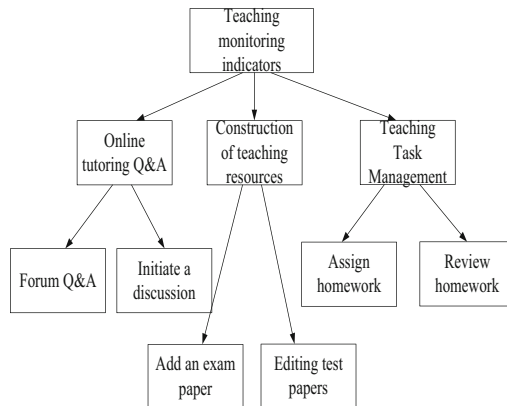 Teaching
monitoring
indicators
Online
tutoring Q&A
Construction
of teaching
resources
Teaching
Task
Management
Forum Q&A
Initiate a
discussion
Assign
homework
Review
homework
Add an exam
paper
Editing test
papers